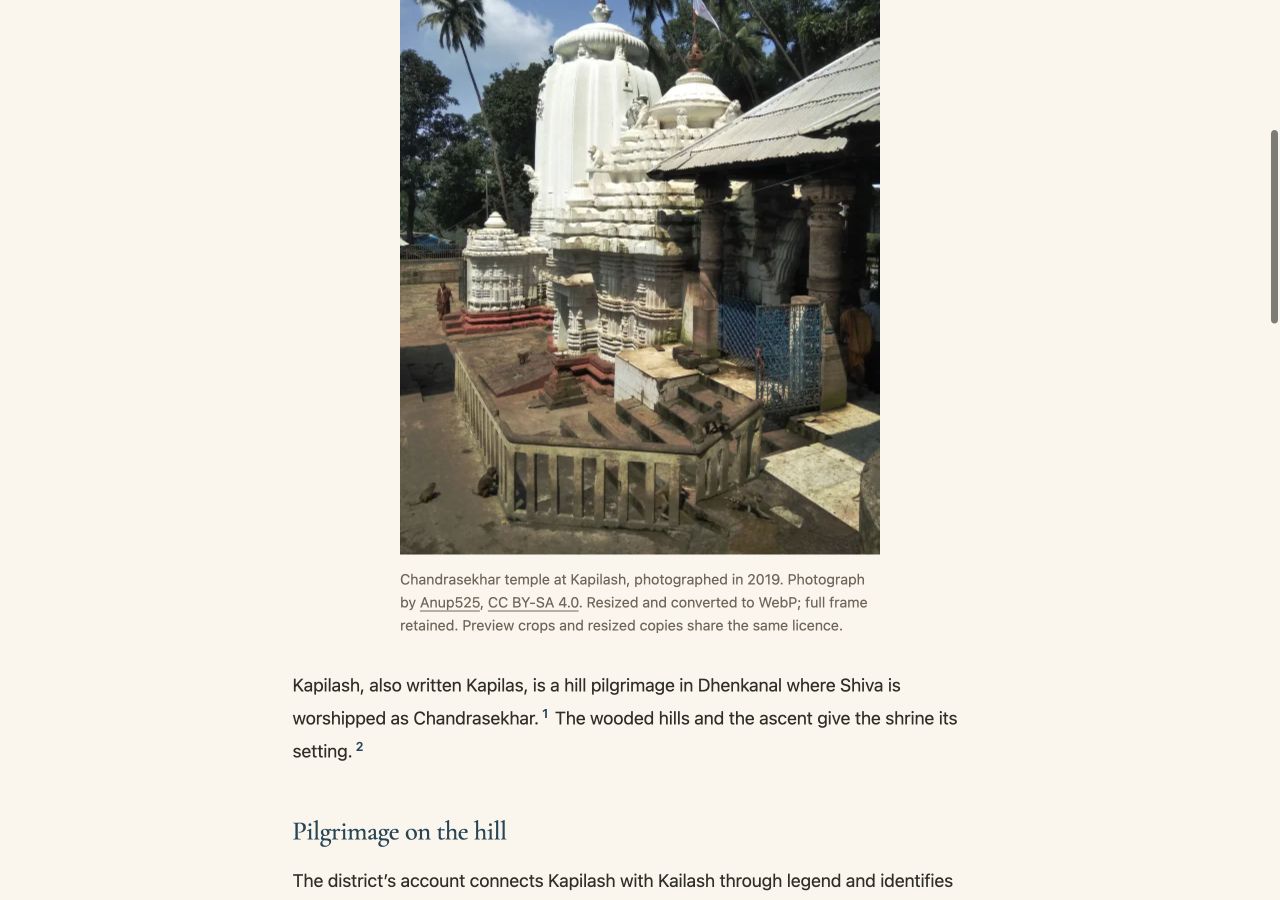 Chandrasekhar temple at Kapilash, photographed in 2019. Photograph
by Anup525, CC BY-SA 4.0. Resized and converted to WebP; full frame
retained. Preview crops and resized copies share the same licence.
Kapilash, also written Kapilas, is a hill pilgrimage in Dhenkanal where Shiva is
worshipped as Chandrasekhar. 1 The wooded hills and the ascent give the shrine its
setting. 2
Pilgrimage on the hill
The district’s account connects Kapilash with Kailash through legend and identifies